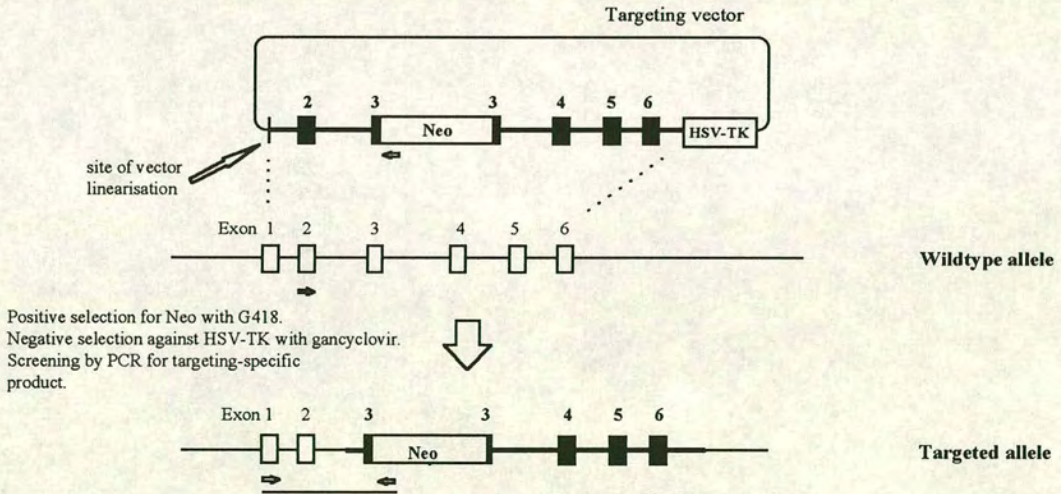 Targeting vector
2 3 3 4 5 6
Neo
HSV-TK
site of vector
linearisation
Exon 1 2 3 4 5 6
Wildtype allele
Positive selection for Neo with G418.
Negative selection against HSV-TK with gancyclovir.
Screening by PCR for targeting-specific
product.
Exon 1 2 3 3 4 5 6
Neo
Targeted allele